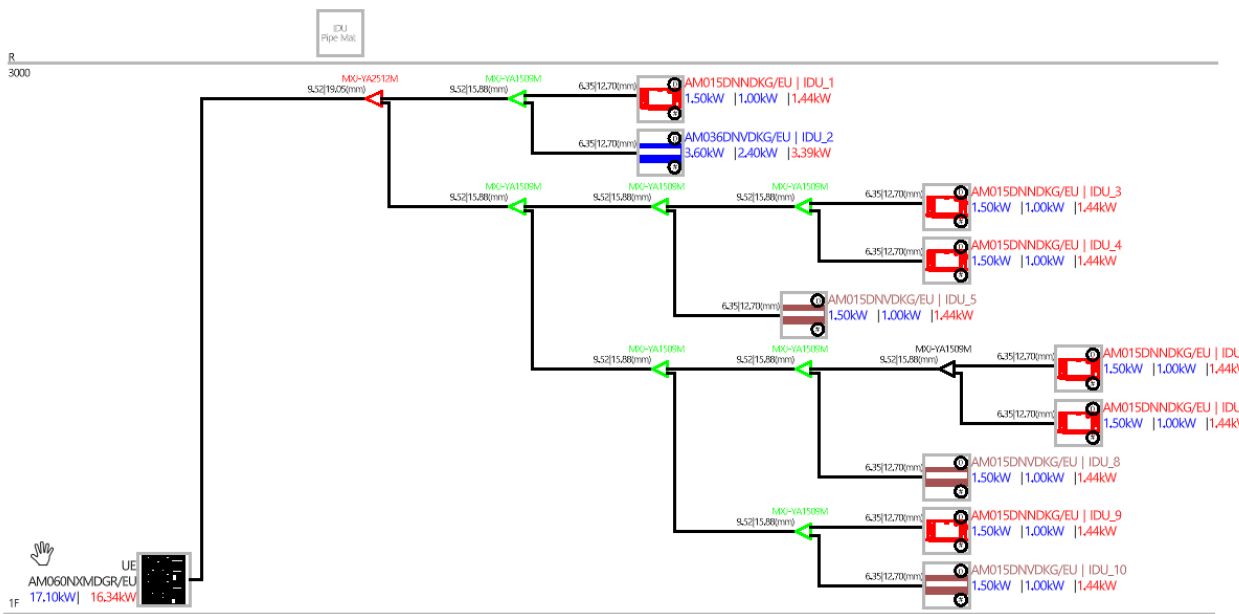 IDU
Pipe Mat
R
3000
MXJ-YA2512M
9.52|19.05(mm)
MXJ-YA1509M
9.52|15.88(mm)
6.35|12.70(mm)
AM015DNNDKG/EU | IDU_1
1.50kW |1.00kW |1.44kW
6.35|12.70(mm)
AM036DNVDKG/EU | IDU_2
3.60kW |2.40kW |3.39kW
MXJ-YA1509M
9.52|15.88(mm)
MXJ-YA1509M
9.52|15.88(mm)
MXJ-YA1509M
9.52|15.88(mm)
6.35|12.70(mm)
AM015DNNDKG/EU | IDU_3
1.50kW |1.00kW |1.44kW
6.35|12.70(mm)
AM015DNNDKG/EU | IDU_4
1.50kW |1.00kW |1.44kW
6.35|12.70(mm)
AM015DNVDKG/EU | IDU_5
1.50kW |1.00kW |1.44kW
MXJ-YA1509M
9.52|15.88(mm)
MXJ-YA1509M
9.52|15.88(mm)
MXJ-YA1509M
9.52|15.88(mm)
6.35|12.70(mm)
AM015DNNDKG/EU | IDU
1.50kW |1.00kW |1.44k
6.35|12.70(mm)
AM015DNNDKG/EU | IDU
1.50kW |1.00kW |1.44k
6.35|12.70(mm)
AM015DNVDKG/EU | IDU_8
1.50kW |1.00kW |1.44kW
MXJ-YA1509M
9.52|15.88(mm)
6.35|12.70(mm)
AM015DNNDKG/EU | IDU_9
1.50kW |1.00kW |1.44kW
6.35|12.70(mm)
AM015DNVDKG/EU | IDU_10
1.50kW |1.00kW |1.44kW
UE
AM060NXMDGR/EU
17.10kW| 16.34kW
1F